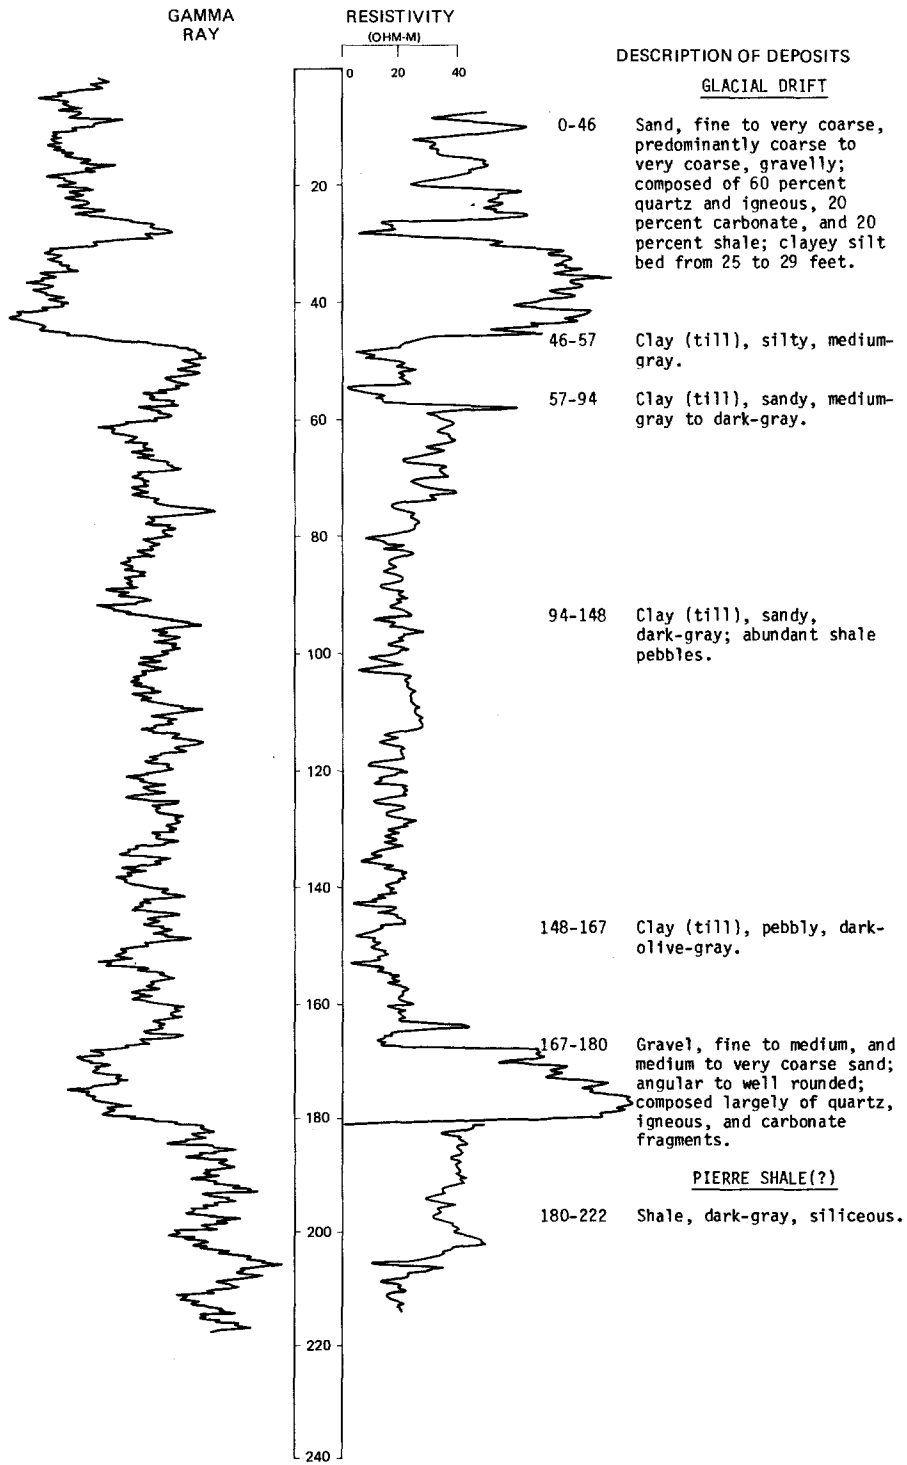 GAMMA
RAY
RESISTIVITY
(OHM-M)
0 20 40
DESCRIPTION OF DEPOSITS
GLACIAL DRIFT
0-46 Sand, fine to very coarse,
predominantly coarse to
very coarse, gravelly;
composed of 60 percent
quartz and igneous, 20
percent carbonate, and 20
percent shale; clayey silt
bed from 25 to 29 feet.
20
40
46-57 Clay (till), silty, medium-
gray.
57-94 Clay (till), sandy, medium-
gray to dark-gray.
60
80
94-148 Clay (till), sandy,
dark-gray; abundant shale
pebbles.
100
120
140
148-167 Clay (till), pebbly, dark-
olive-gray.
160
167-180 Gravel, fine to medium, and
medium to very coarse sand;
angular to well rounded;
composed largely of quartz,
igneous, and carbonate
fragments.
180
PIERRE SHALE(?)
180-222 Shale, dark-gray, siliceous.
200
220
240